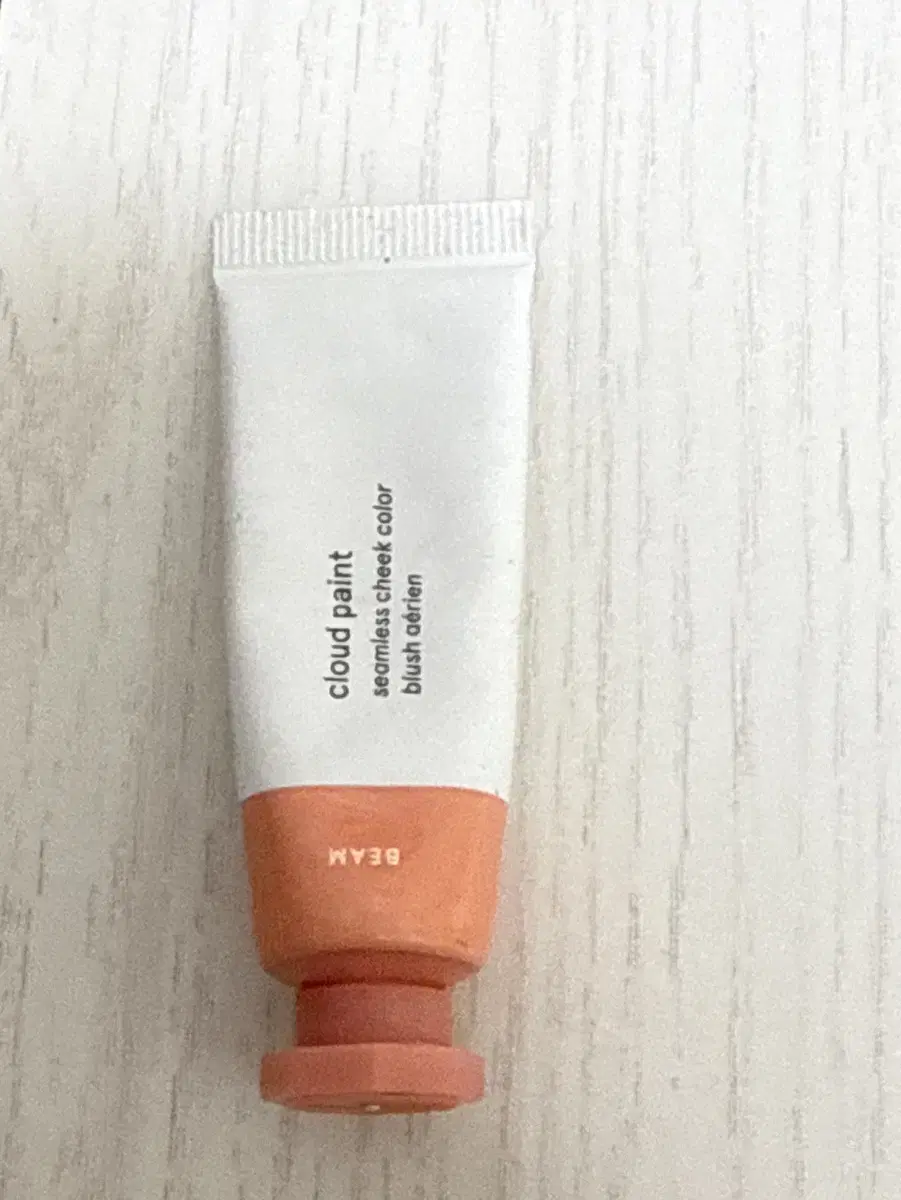 cloud paint
seamless cheek color
blush aérien
BEAM